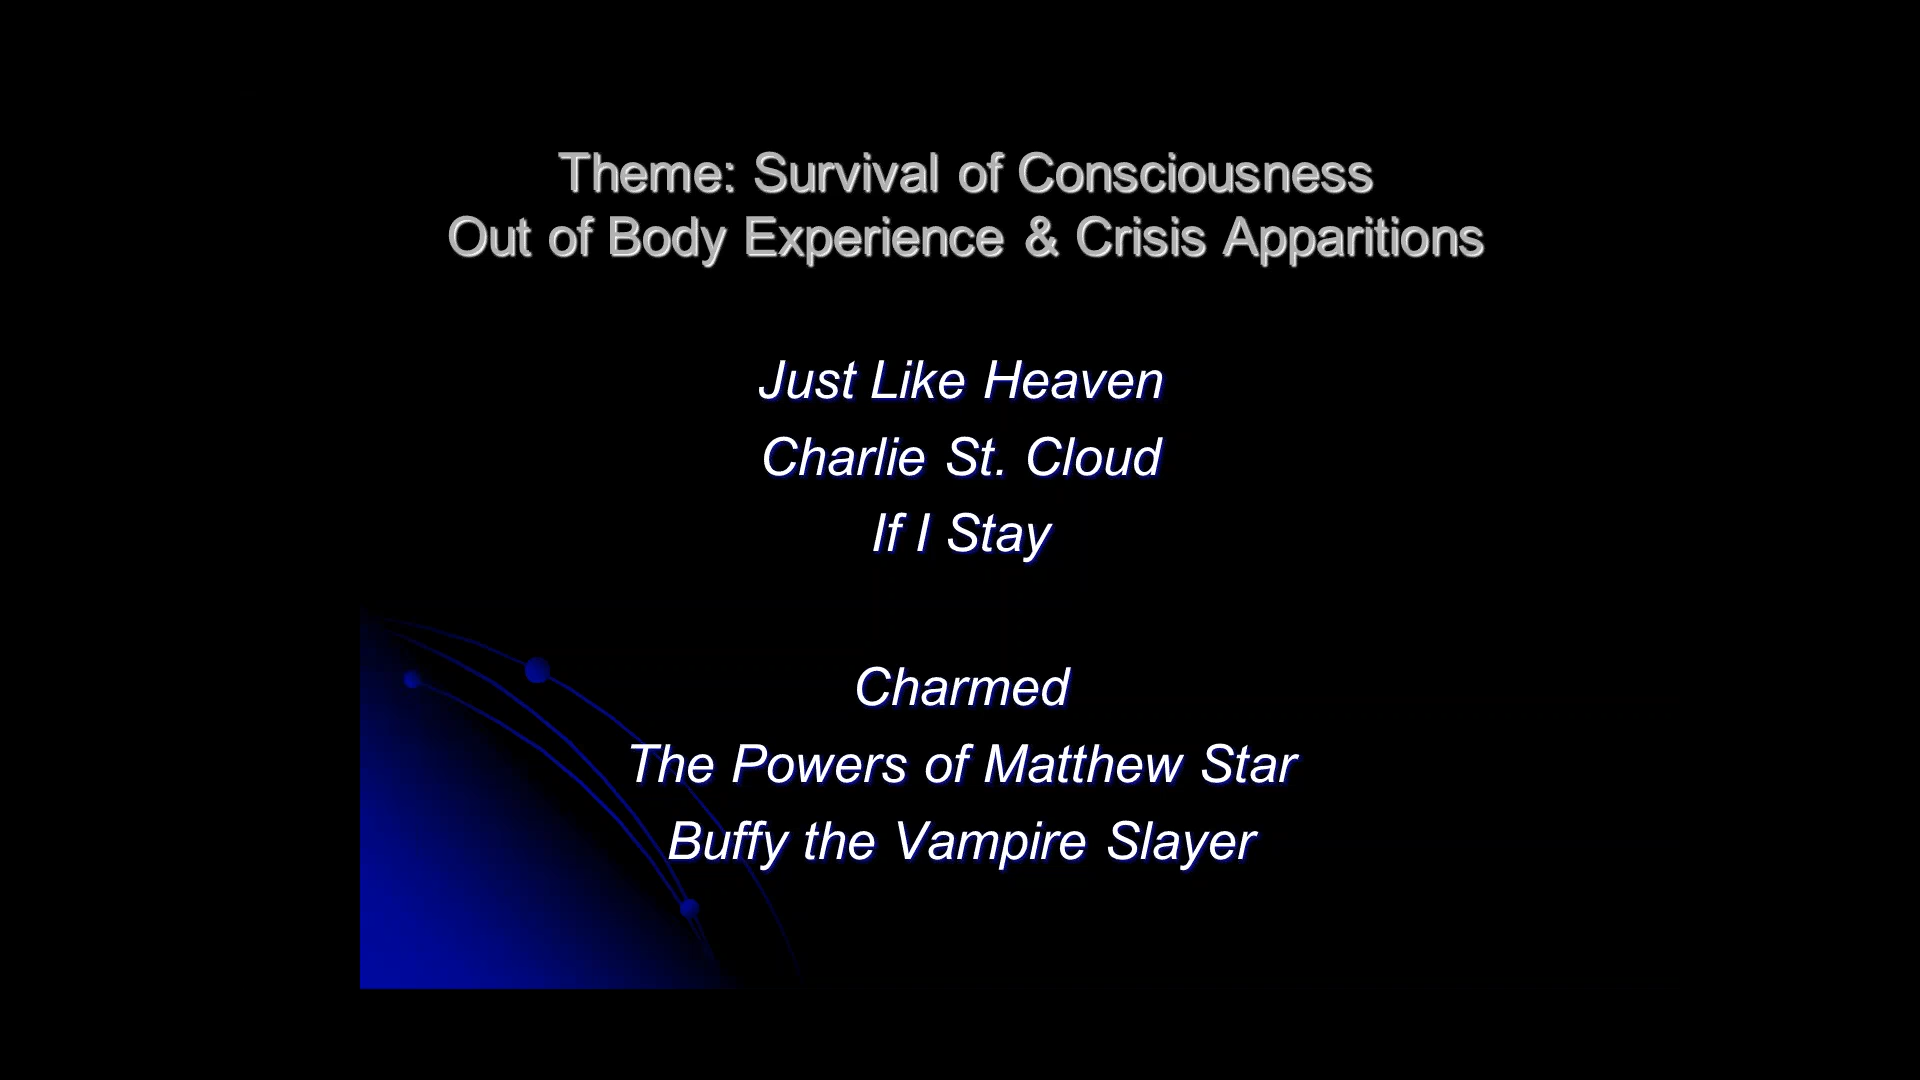 Theme: Survival of Consciousness
Out of Body Experience & Crisis Apparitions
Just Like Heaven
Charlie St. Cloud
If I Stay
Charmed
The Powers of Matthew Star
Buffy the Vampire Slayer